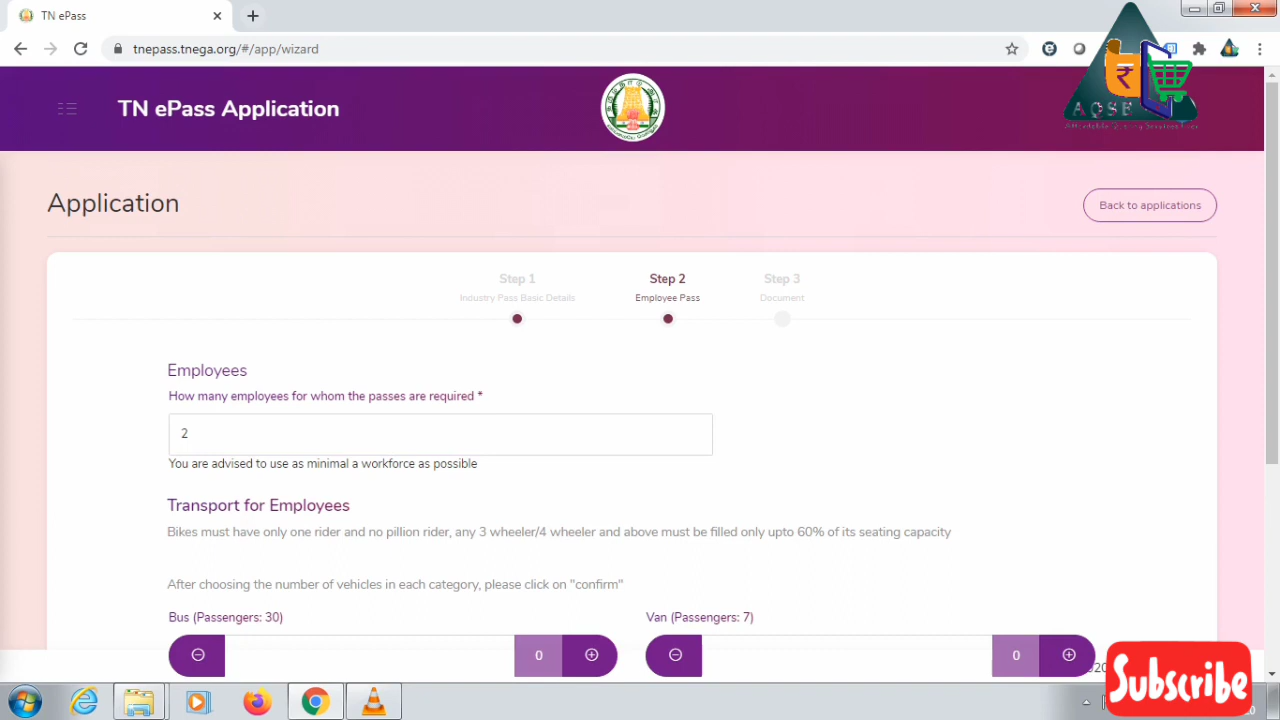 TN ePass
tnepass.tnega.org/#/app/wizard
TN ePass Application
AQSE
Application
Back to applications
Step 1
Step 2
Step 3
Industry Pass Basic Details
Employee Pass
Document
Employees
How many employees for whom the passes are required *
2
You are advised to use as minimal a workforce as possible
Transport for Employees
Bikes must have only one rider and no pillion rider, any 3 wheeler/4 wheeler and above must be filled only upto 60% of its seating capacity
After choosing the number of vehicles in each category, please click on "confirm"
Bus (Passengers: 30)
Van (Passengers: 7)
0
0
Subscribe